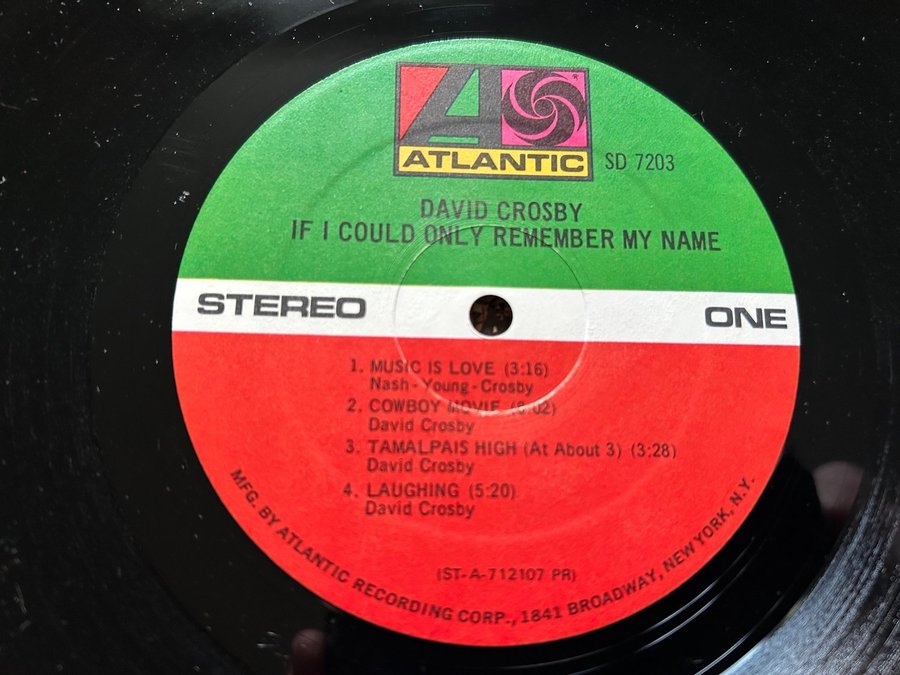 ATLANTIC
SD 7203
DAVID CROSBY
IF I COULD ONLY REMEMBER MY NAME
STEREO
ONE
1. MUSIC IS LOVE (3:16)
Nash - Young - Crosby
2. COWBOY MOVIE (8:02)
David Crosby
3. TAMALPAIS HIGH (At About 3) (3:28)
David Crosby
4. LAUGHING (5:20)
David Crosby
(ST-A-712107 PR)
MFG. BY ATLANTIC RECORDING CORP., 1841 BROADWAY, NEW YORK, N.Y.